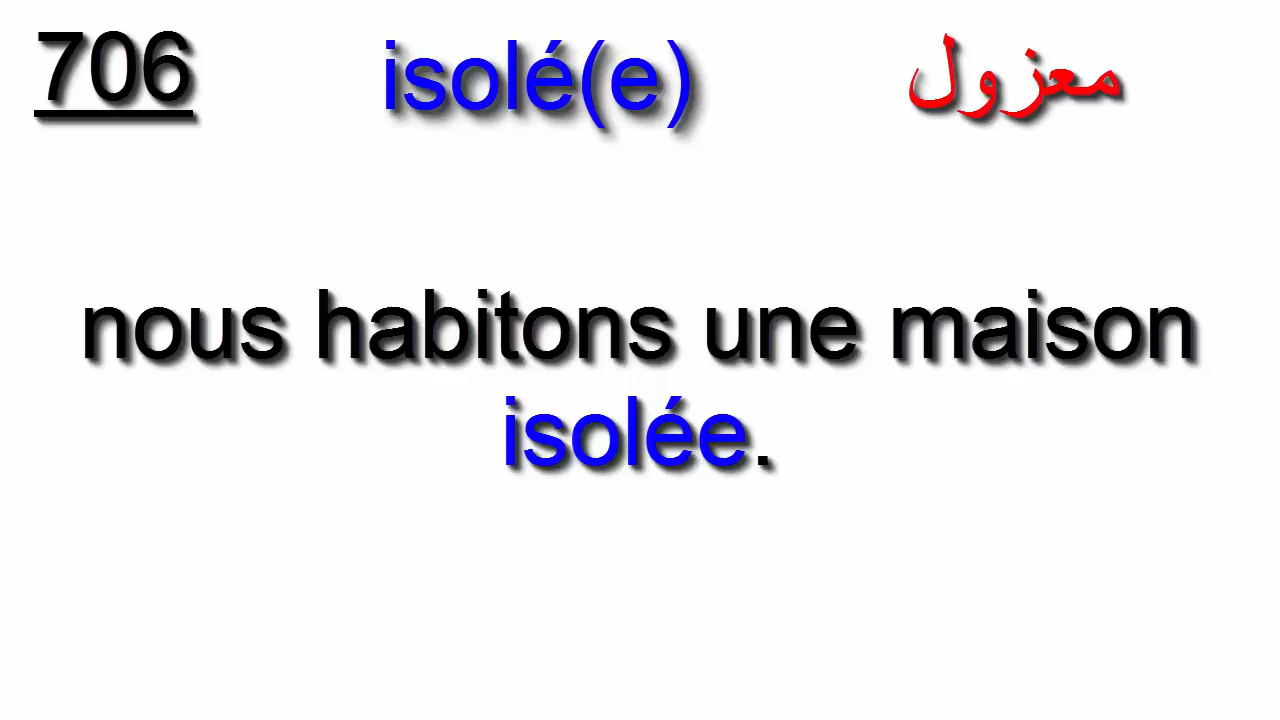 706 isolé(e) معزول
nous habitons une maison
isolée.